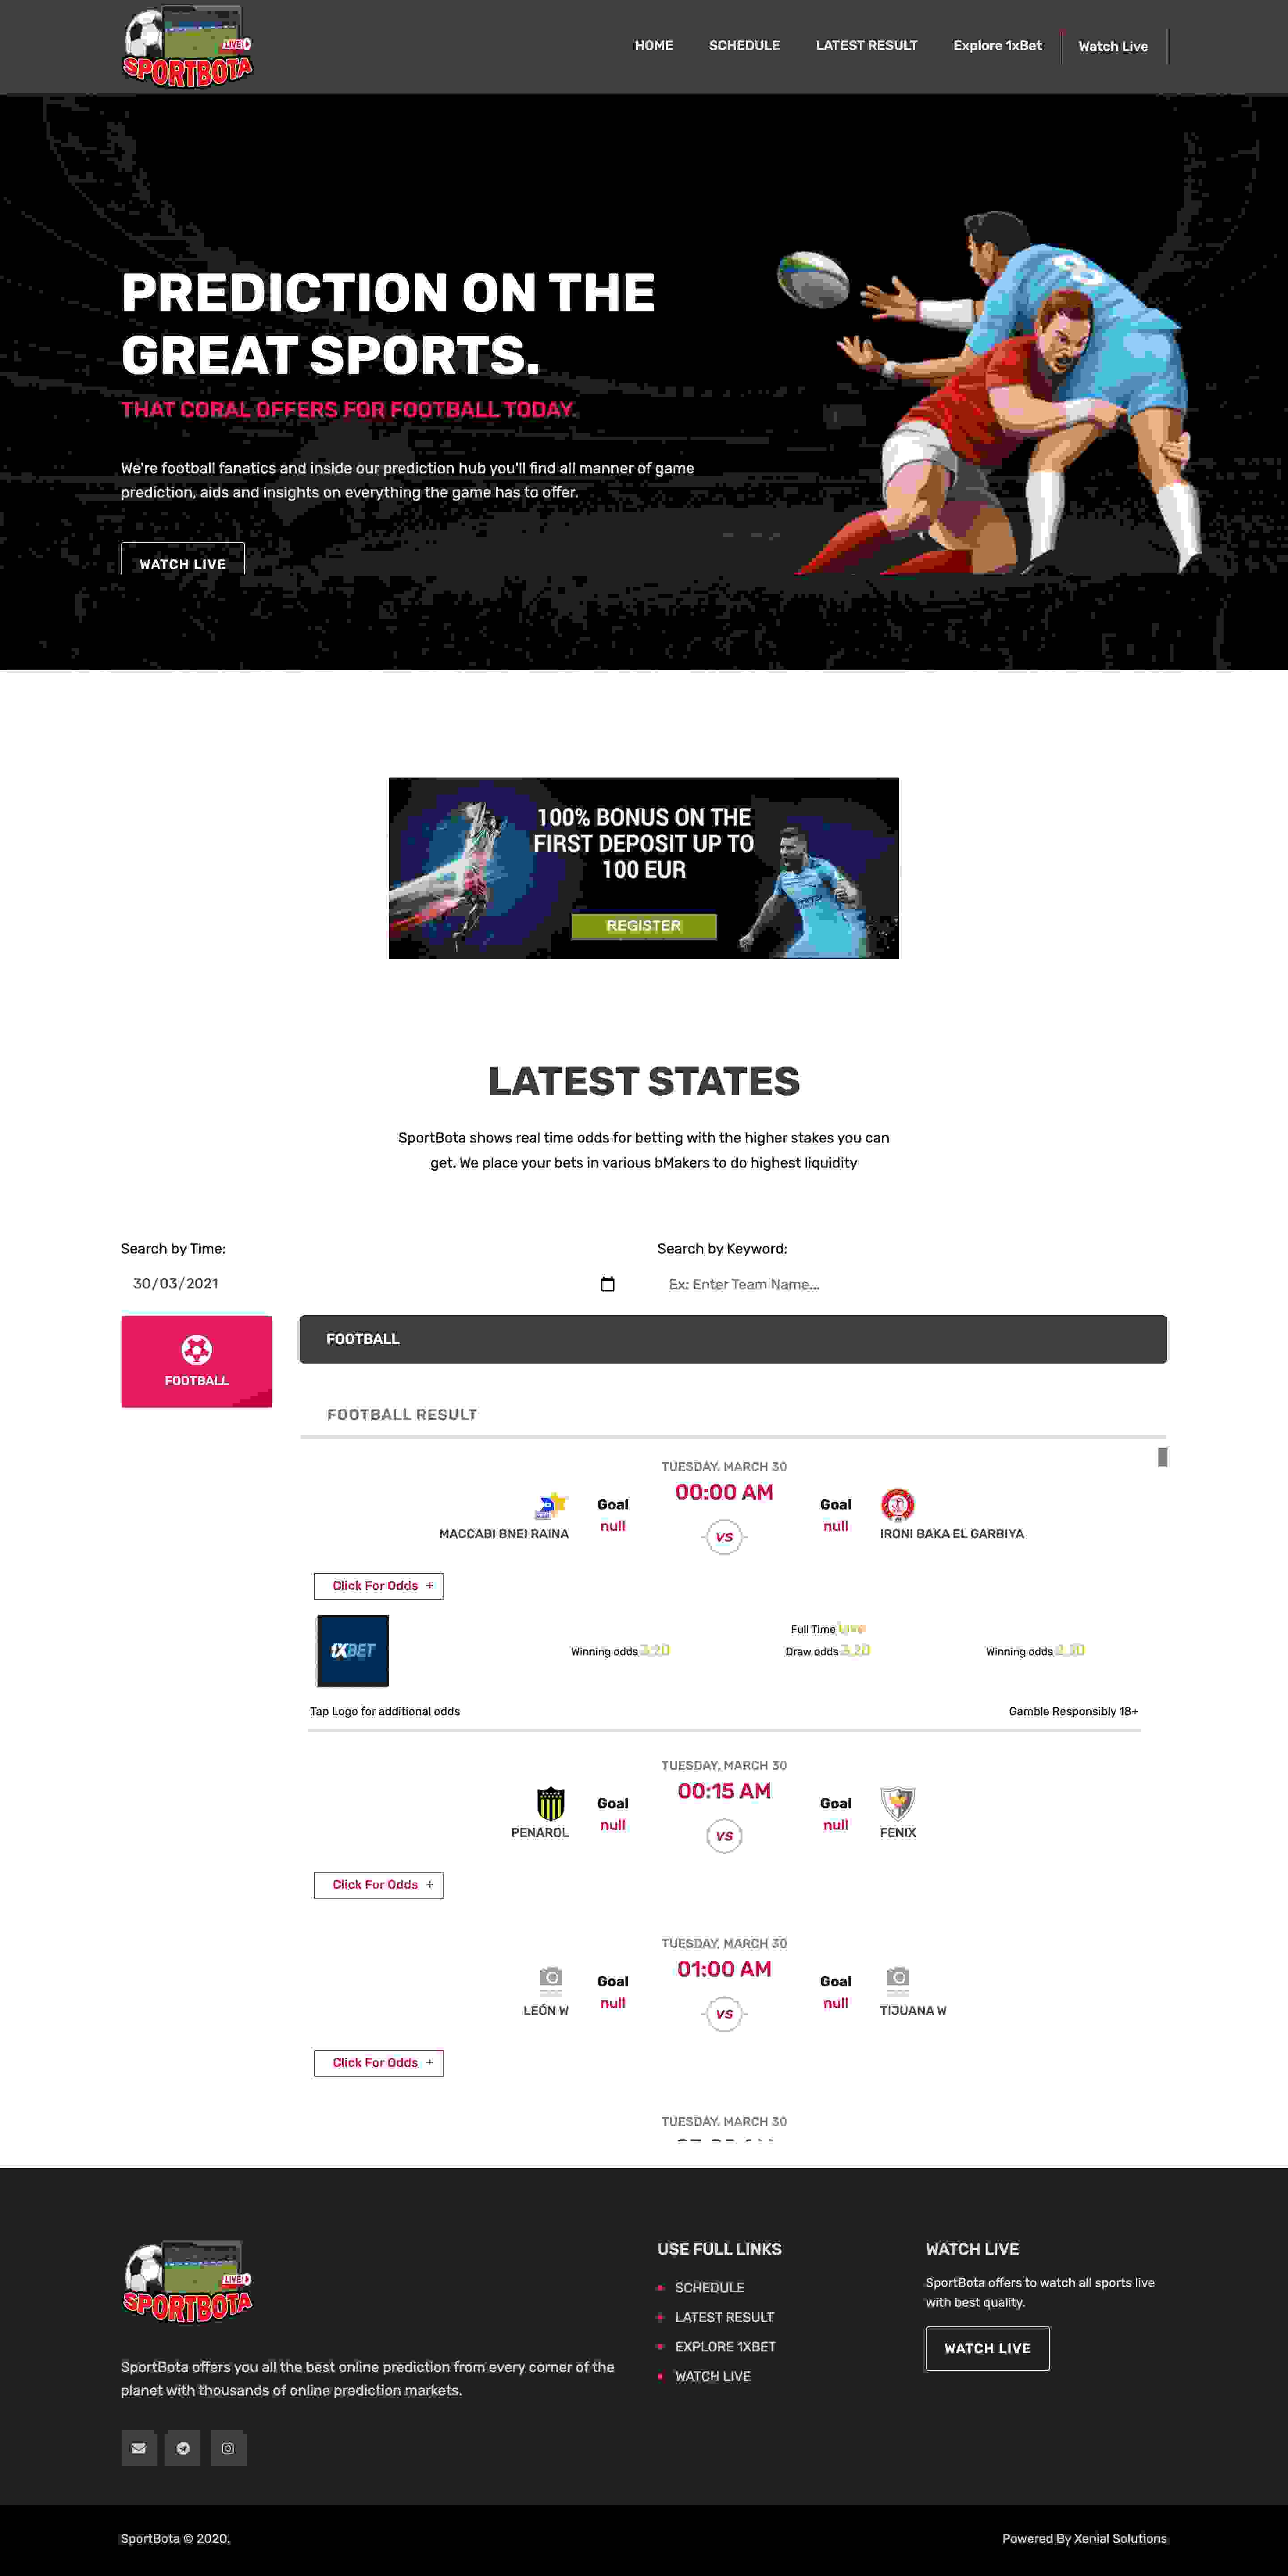 LIVE
SPORTBOTA
HOME
SCHEDULE
LATEST RESULT
Explore 1xBet
Watch Live
PREDICTION ON THE
GREAT SPORTS.
THAT CORAL OFFERS FOR FOOTBALL TODAY.
We're football fanatics and inside our prediction hub you'll find all manner of game
prediction, aids and insights on everything the game has to offer.
WATCH LIVE
100% BONUS ON THE
FIRST DEPOSIT UP TO
100 EUR
REGISTER
LATEST STATES
SportBota shows real time odds for betting with the higher stakes you can
get. We place your bets in various bMakers to do highest liquidity
Search by Time:
Search by Keyword:
30/03/2021
Ex: Enter Team Name...
FOOTBALL
FOOTBALL
FOOTBALL RESULT
TUESDAY, MARCH 30
00:00 AM
Goal
Goal
null
null
VS
MACCABI BNEI RAINA
IRONI BAKA EL GARBIYA
Click For Odds +
1XBET
Full Time
Winning odds
Draw odds 3.20
Winning odds
Tap Logo for additional odds
Gamble Responsibly 18+
TUESDAY, MARCH 30
00:15 AM
Goal
Goal
null
null
VS
PENAROL
FENIX
Click For Odds +
TUESDAY, MARCH 30
01:00 AM
Goal
Goal
null
null
VS
LEÓN W
TIJUANA W
Click For Odds +
TUESDAY, MARCH 30
LIVE
SPORTBOTA
SportBota offers you all the best online prediction from every corner of the
planet with thousands of online prediction markets.
USE FULL LINKS
SCHEDULE
LATEST RESULT
EXPLORE 1XBET
WATCH LIVE
WATCH LIVE
SportBota offers to watch all sports live
with best quality.
WATCH LIVE
SportBota © 2020.
Powered By Xenial Solutions